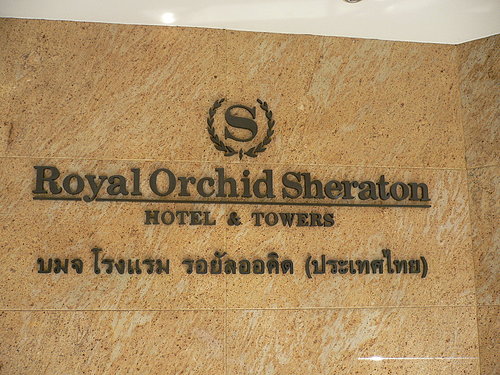 S
Royal Orchid Sheraton
HOTEL & TOWERS
บมจ โรงแรม รอยัลออคิด (ประเทศไทย)